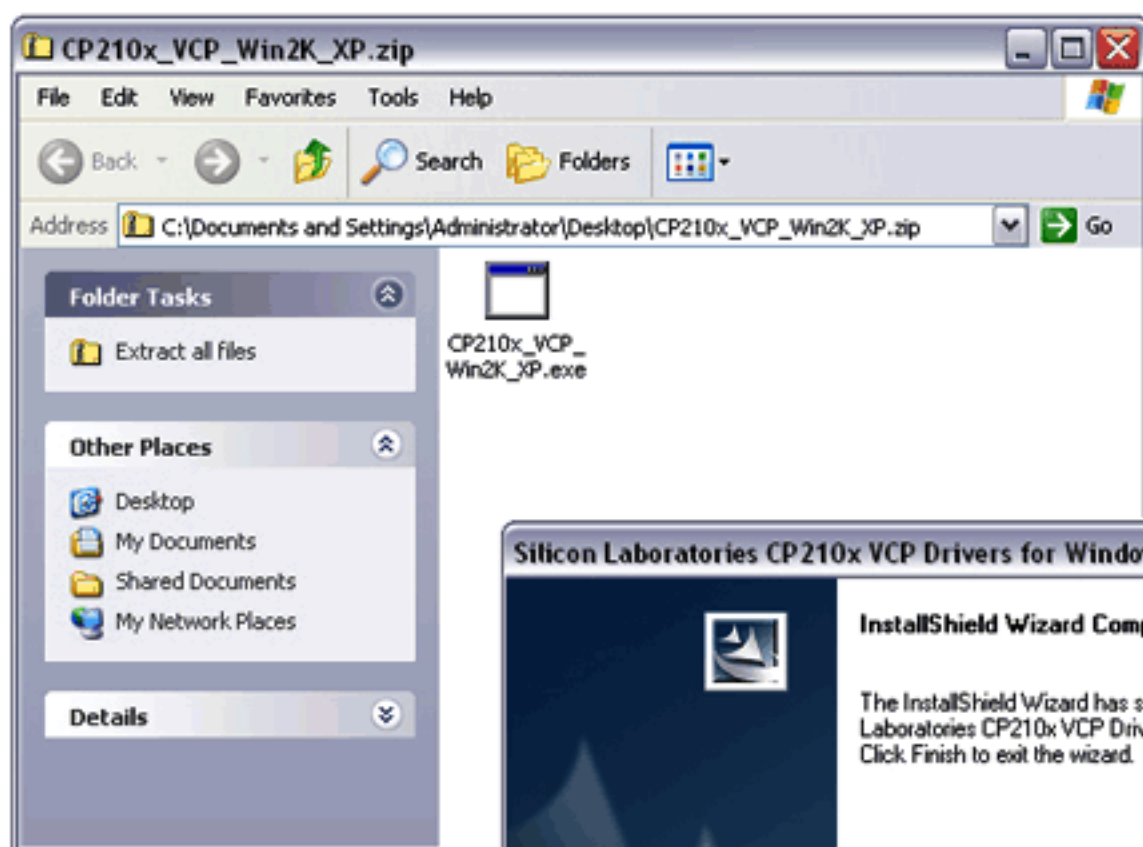 CP210x_VCP_Win2K_XP.zip
File Edit View Favorites Tools Help
Back Search Folders
Address C:\Documents and Settings\Administrator\Desktop\CP210x_VCP_Win2K_XP.zip Go
Folder Tasks
Extract all files
CP210x_VCP_
Win2K_XP.exe
Other Places
Desktop
My Documents
Shared Documents
My Network Places
Details
Silicon Laboratories CP210x VCP Drivers for Windo
InstallShield Wizard Comp
The InstallShield Wizard has s
Laboratories CP210x VCP Driv
Click Finish to exit the wizard.